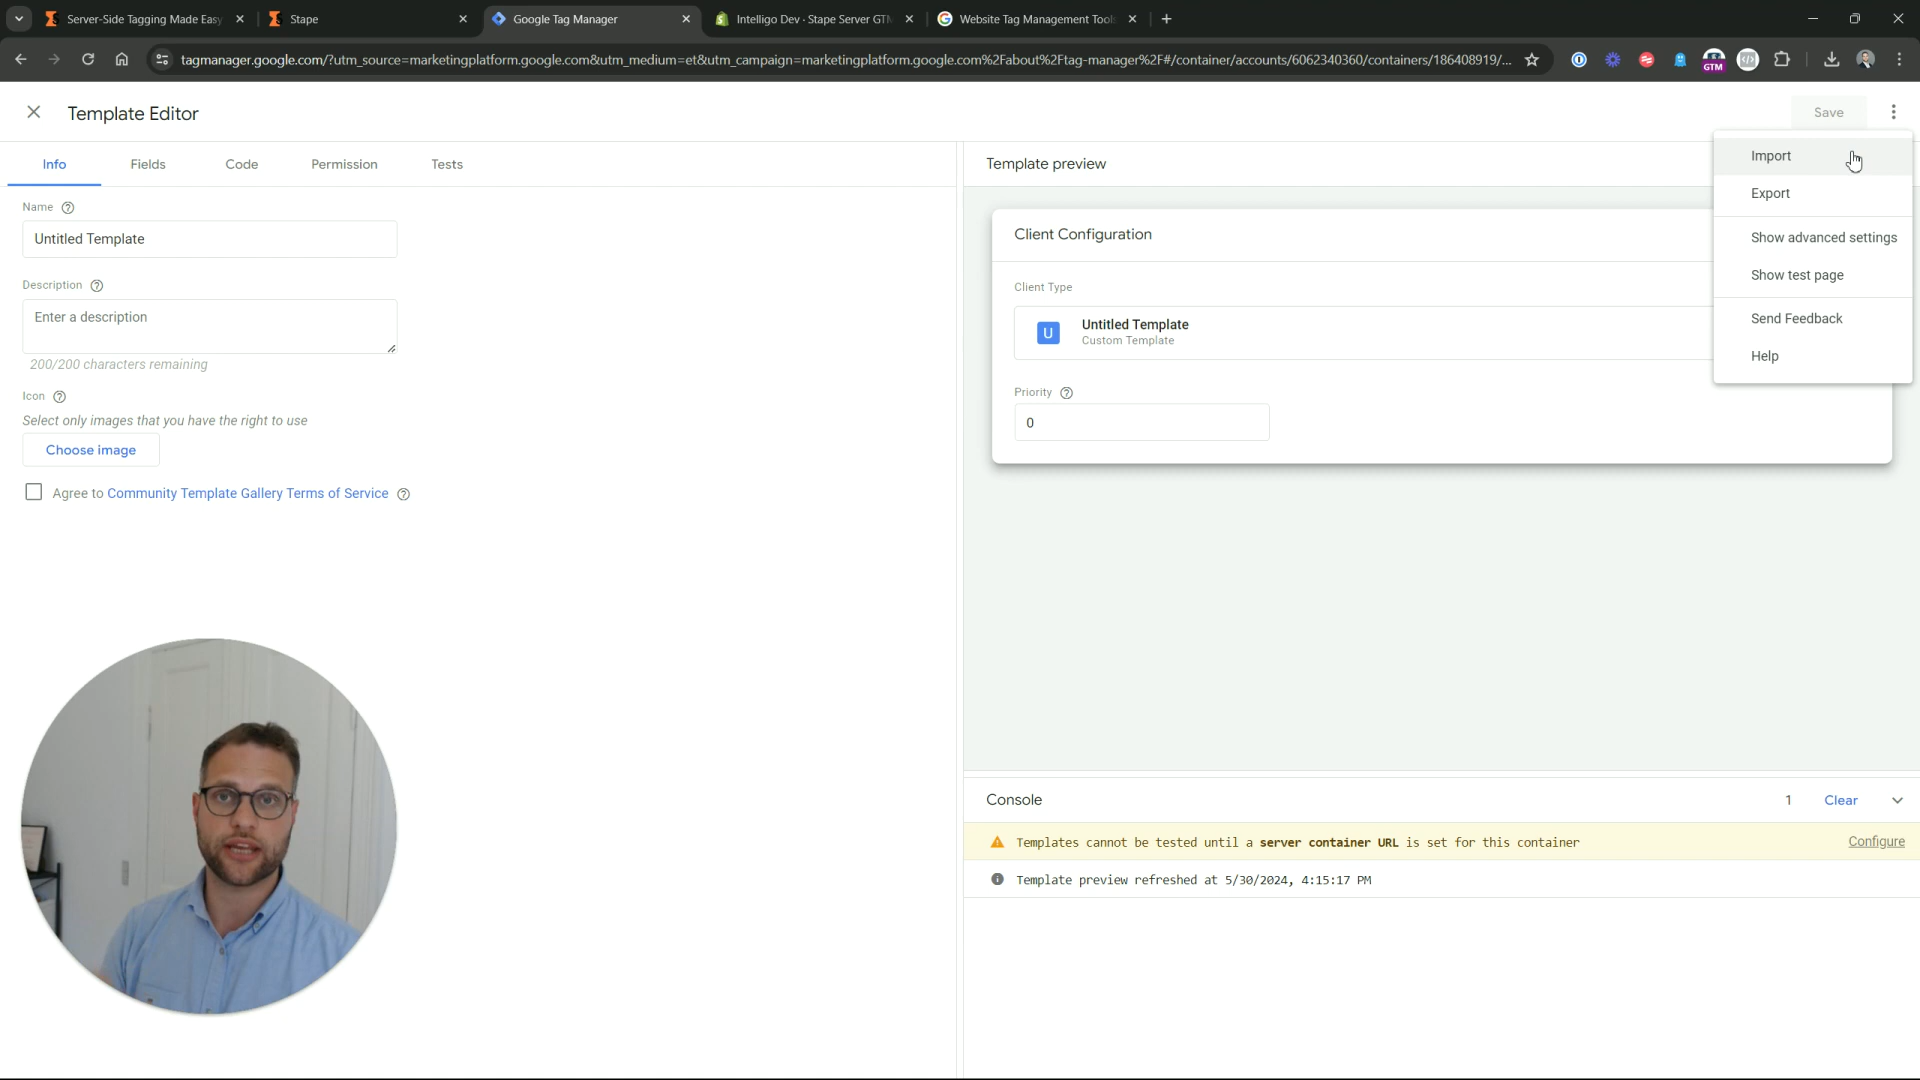 Server-Side Tagging Made Easy
Stape
Google Tag Manager
Intelligo Dev · Stape Server GTM
Website Tag Management Tools
tagmanager.google.com/?utm_source=marketingplatform.google.com&utm_medium=et&utm_campaign=marketingplatform.google.com%2Fabout%2Ftag-manager%2F#/container/accounts/6062340360/containers/186408919/...
GTM
Template Editor
Save
Info
Fields
Code
Permission
Tests
Template preview
Import
Export
Show advanced settings
Show test page
Send Feedback
Help
Name
Untitled Template
Description
Enter a description
200/200 characters remaining
Icon
Select only images that you have the right to use
Choose image
Agree to Community Template Gallery Terms of Service
Client Configuration
Client Type
U
Untitled Template
Custom Template
Priority
0
Console
1
Clear
Templates cannot be tested until a server container URL is set for this container
Configure
Template preview refreshed at 5/30/2024, 4:15:17 PM